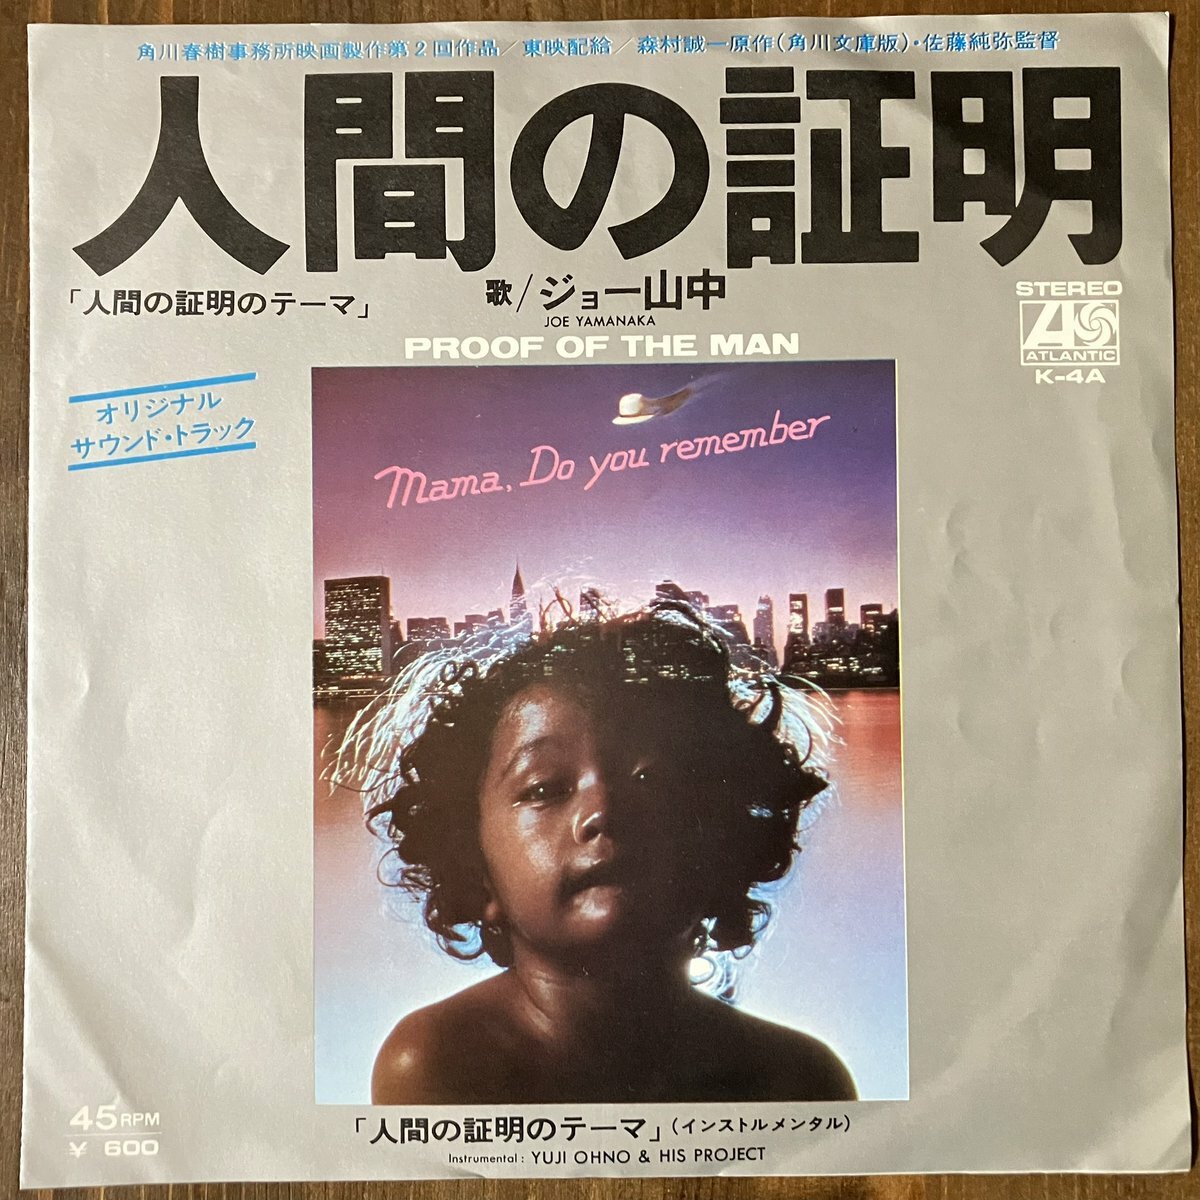 角川春樹事務所映画製作第2回作品／東映配給／森村誠一原作(角川文庫版)・佐藤純弥監督
人間の証明
「人間の証明のテーマ」
歌／ジョー山中
JOE YAMANAKA
PROOF OF THE MAN
STEREO
ATLANTIC
K-4A
オリジナル
サウンド・トラック
Mama, Do you remember
45RPM
¥ 600
「人間の証明のテーマ」(インストルメンタル)
Instrumental : YUJI OHNO & HIS PROJECT